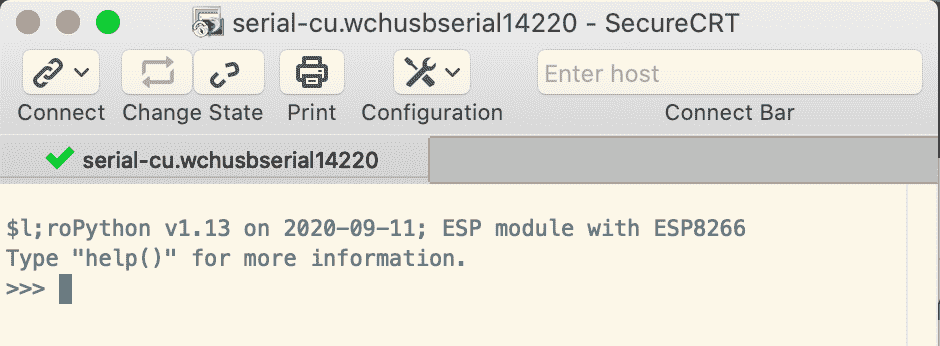 serial-cu.wchusbserial14220 - SecureCRT
Enter host
Connect Change State Print Configuration Connect Bar
serial-cu.wchusbserial14220
$l;roPython v1.13 on 2020-09-11; ESP module with ESP8266
Type "help()" for more information.
>>>